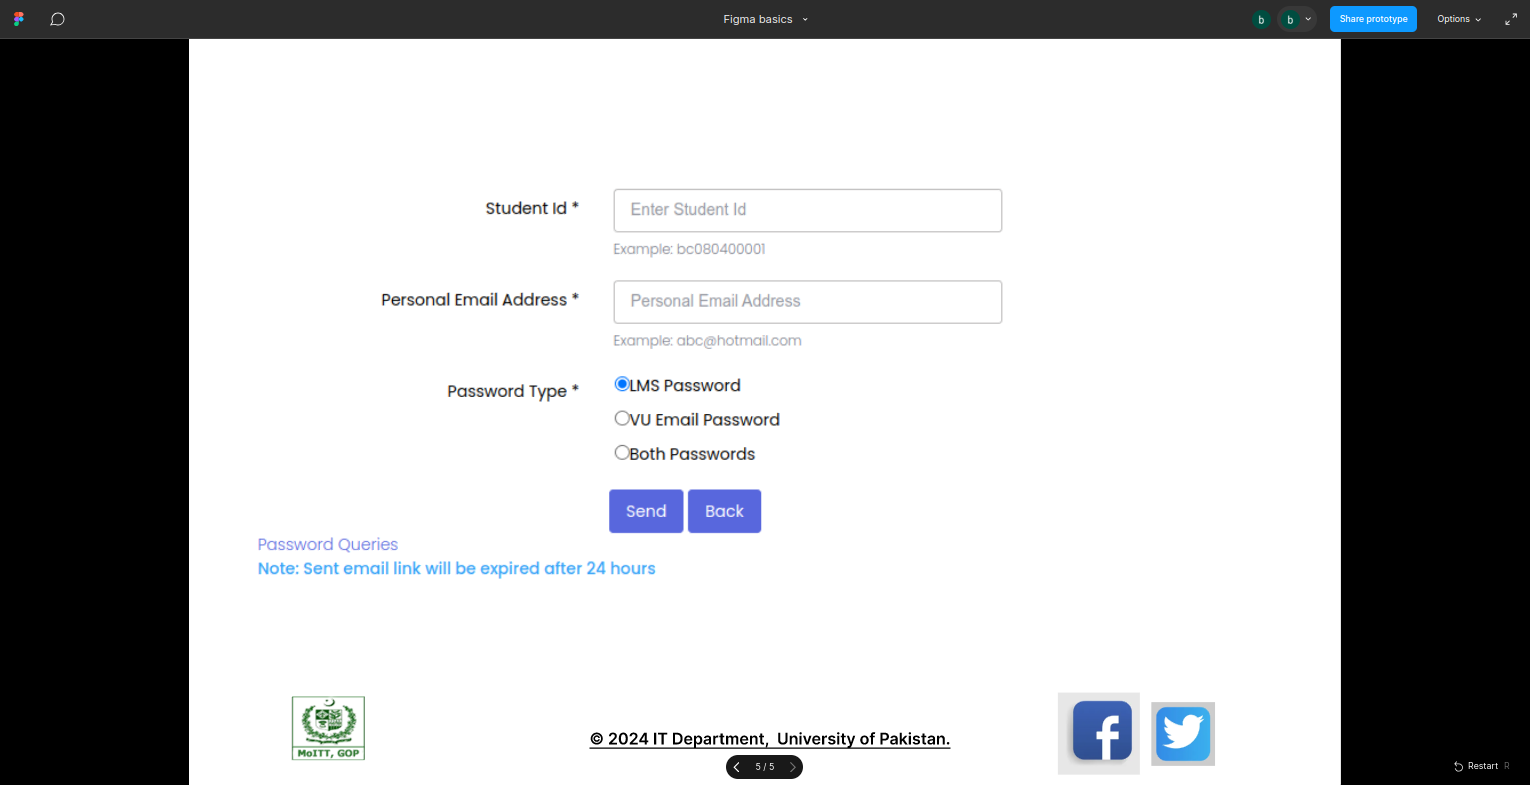 Figma basics
b
b
Share prototype
Options
Student Id *
Enter Student Id
Example: bc080400001
Personal Email Address *
Personal Email Address
Example: abc@hotmail.com
Password Type *
LMS Password
VU Email Password
Both Passwords
Send
Back
Password Queries
Note: Sent email link will be expired after 24 hours
MoITT, GOP
© 2024 IT Department, University of Pakistan.
5 / 5
Restart R